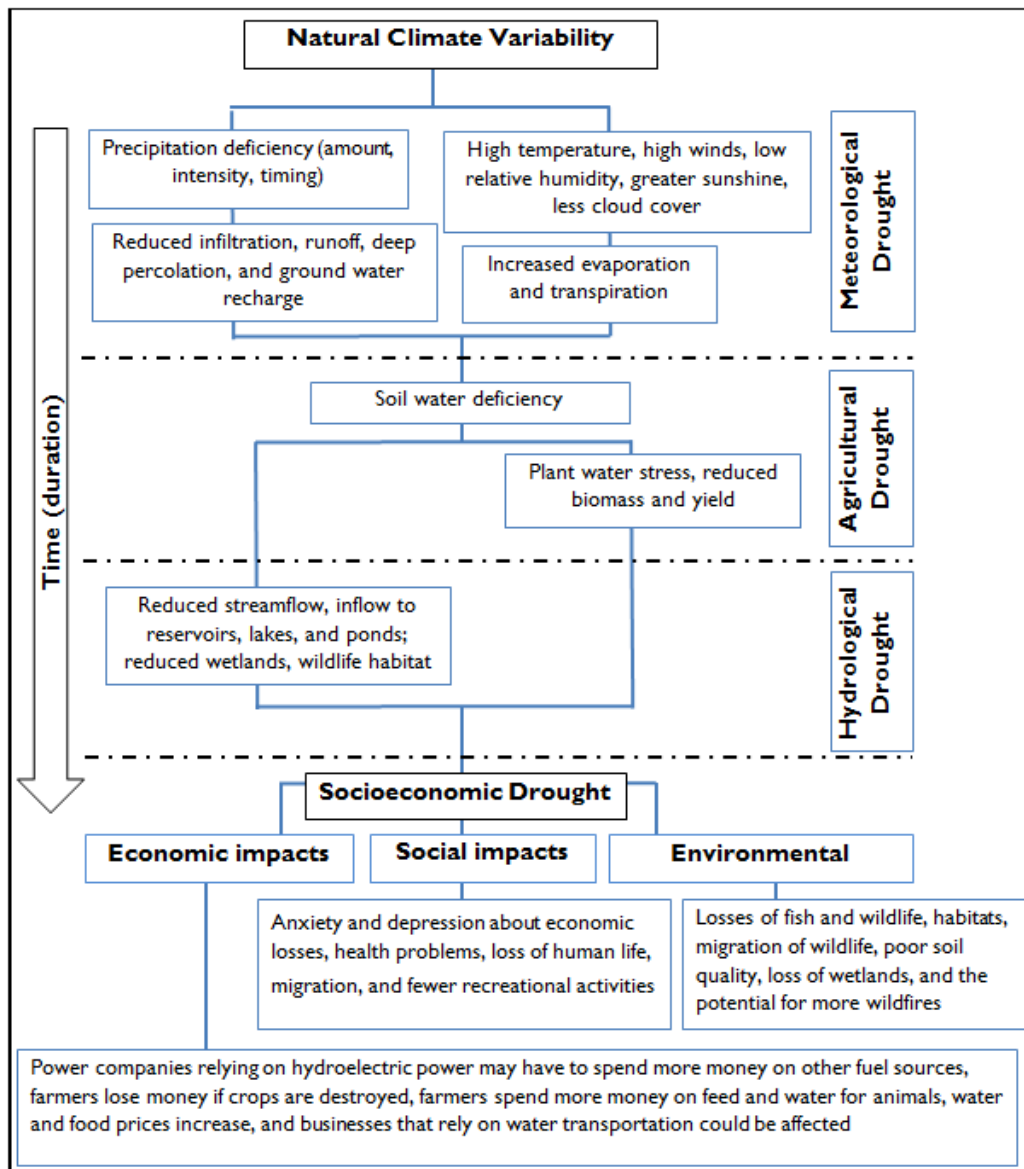 Natural Climate Variability
Precipitation deficiency (amount,
intensity, timing)
High temperature, high winds, low
relative humidity, greater sunshine,
less cloud cover
Reduced infiltration, runoff, deep
percolation, and ground water
recharge
Increased evaporation
and transpiration
Meteorological
Drought
Time (duration)
Soil water deficiency
Plant water stress, reduced
biomass and yield
Agricultural
Drought
Reduced streamflow, inflow to
reservoirs, lakes, and ponds;
reduced wetlands, wildlife habitat
Hydrological
Drought
Socioeconomic Drought
Economic impacts
Social impacts
Environmental
Anxiety and depression about economic
losses, health problems, loss of human life,
migration, and fewer recreational activities
Losses of fish and wildlife, habitats,
migration of wildlife, poor soil
quality, loss of wetlands, and the
potential for more wildfires
Power companies relying on hydroelectric power may have to spend more money on other fuel sources,
farmers lose money if crops are destroyed, farmers spend more money on feed and water for animals, water
and food prices increase, and businesses that rely on water transportation could be affected